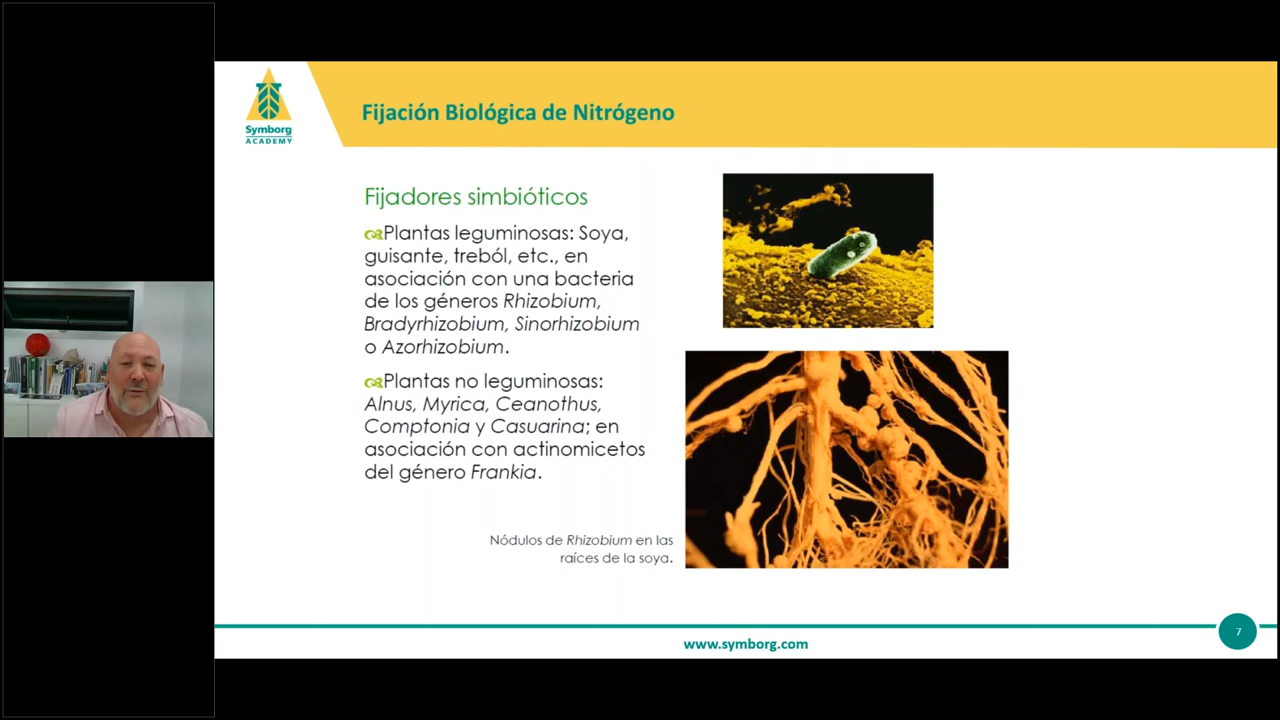 Symborg
ACADEMY
Fijación Biológica de Nitrógeno
Fijadores simbióticos
Plantas leguminosas: Soya,
guisante, treból, etc., en
asociación con una bacteria
de los géneros Rhizobium,
Bradyrhizobium, Sinorhizobium
o Azorhizobium.
Plantas no leguminosas:
Alnus, Myrica, Ceanothus,
Comptonia y Casuarina; en
asociación con actinomicetos
del género Frankia.
Nódulos de Rhizobium en las
raíces de la soya.
www.symborg.com
7